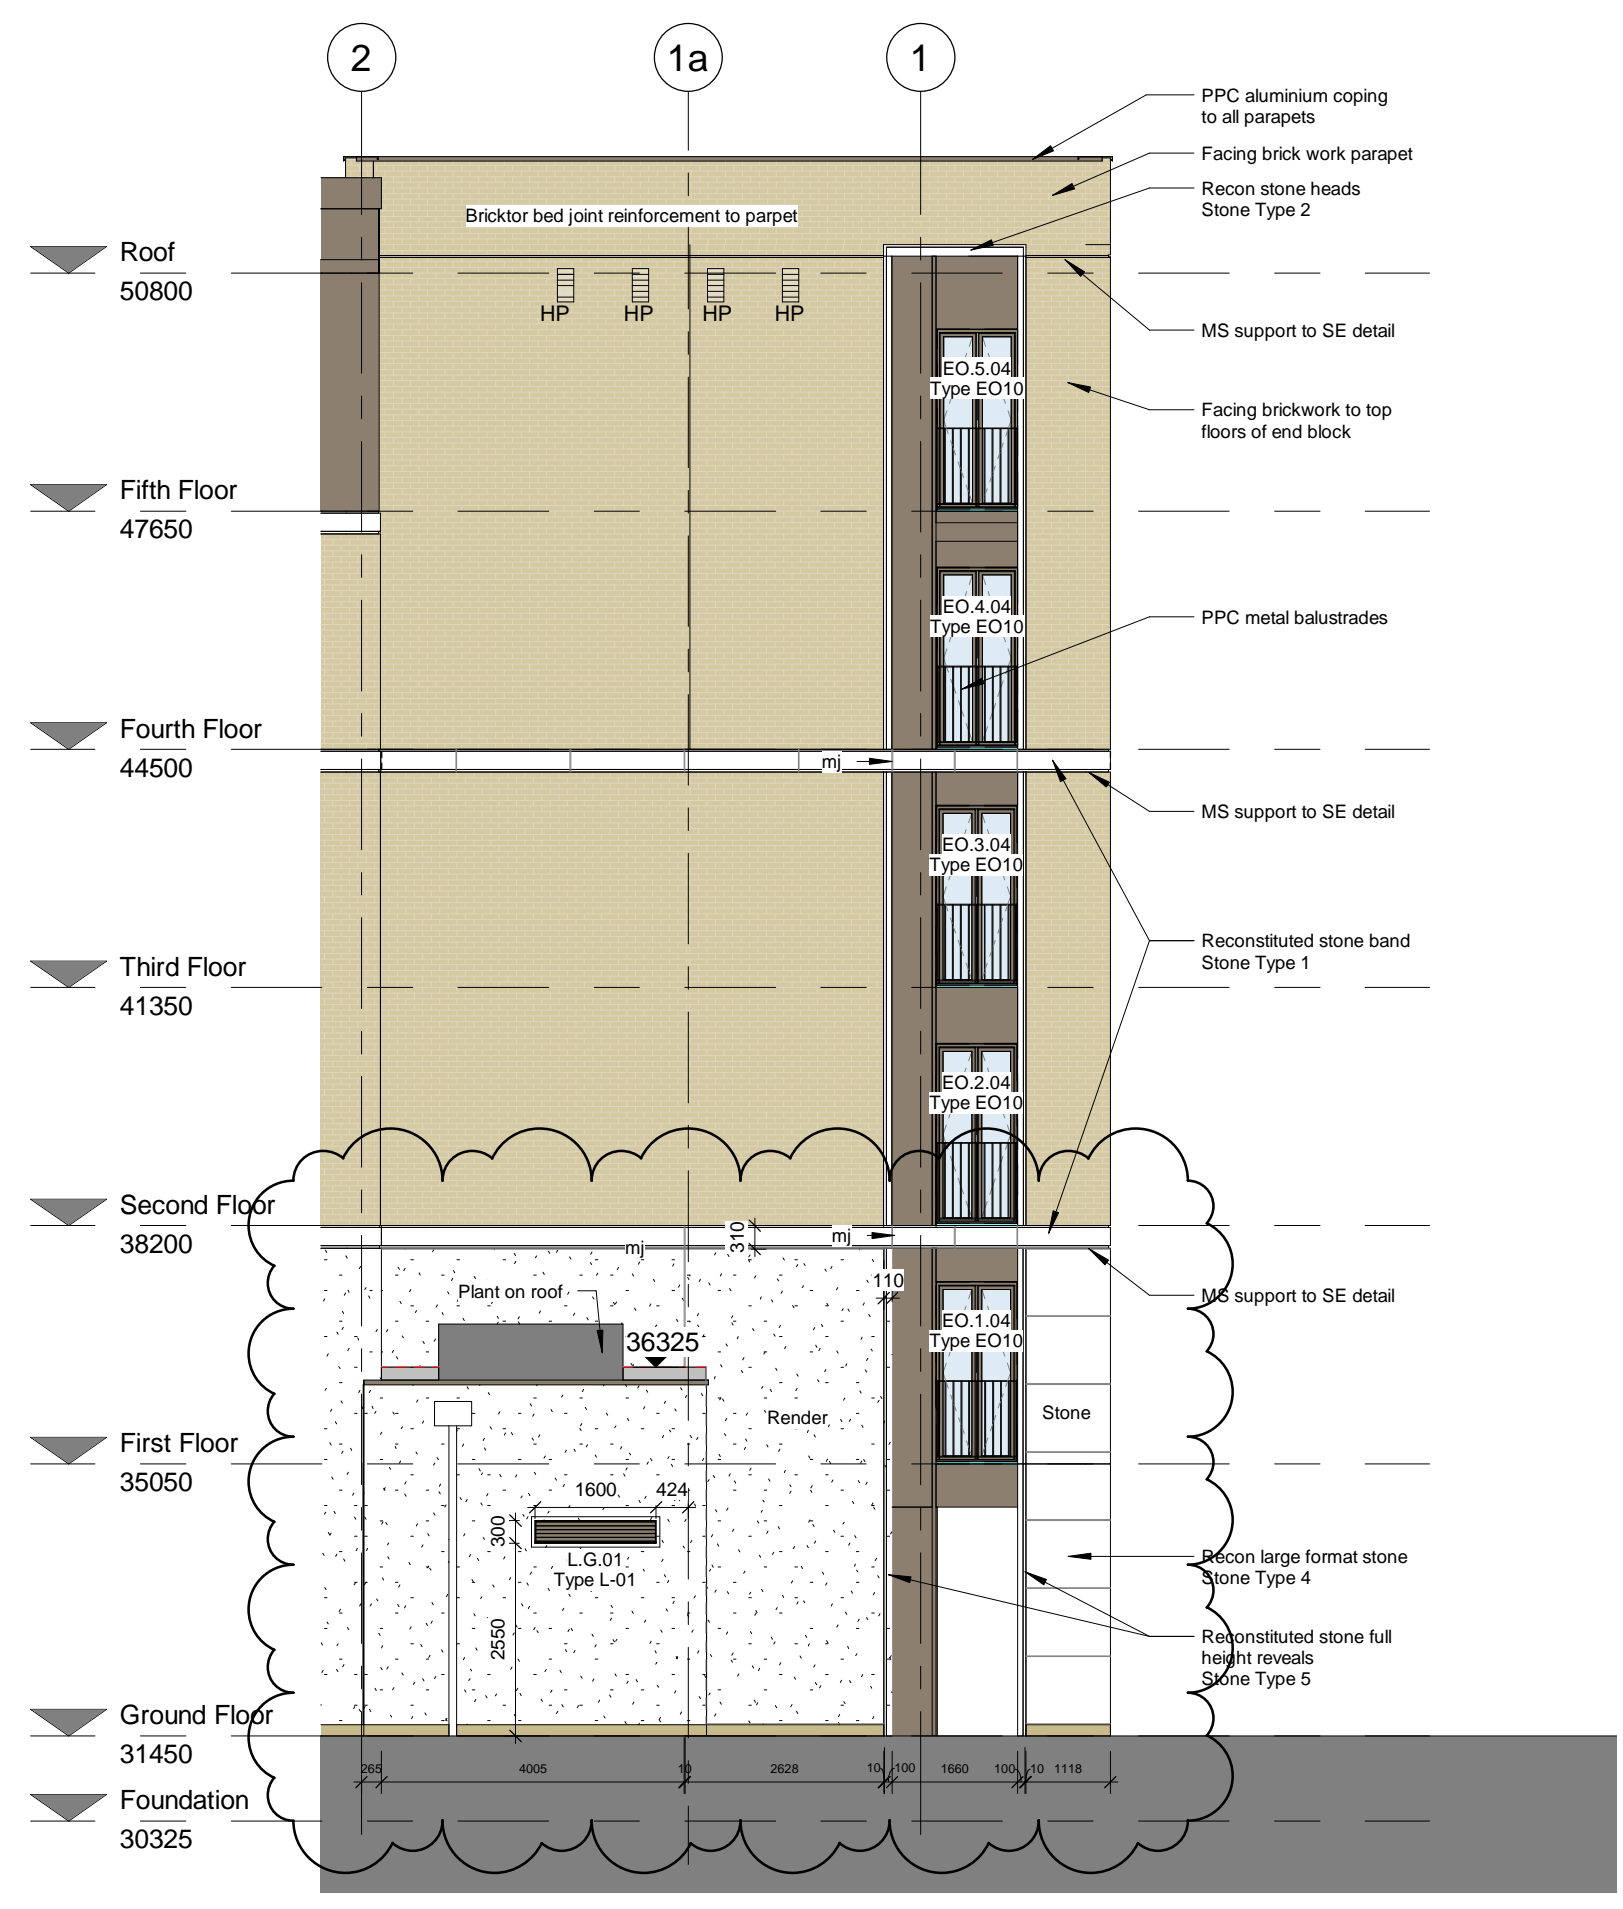 2
1a
1
PPC aluminium coping
to all parapets
Facing brick work parapet
Recon stone heads
Stone Type 2
Bricktor bed joint reinforcement to parpet
Roof
50800
HP
HP
HP
HP
MS support to SE detail
EO.5.04
Type EO10
Facing brickwork to top
floors of end block
Fifth Floor
47650
EO.4.04
Type EO10
PPC metal balustrades
Fourth Floor
44500
mj
MS support to SE detail
EO.3.04
Type EO10
Reconstituted stone band
Stone Type 1
Third Floor
41350
EO.2.04
Type EO10
Second Floor
38200
mj
310
mj
110
Plant on roof
MS support to SE detail
EO.1.04
Type EO10
36325
Render
Stone
First Floor
35050
1600
424
300
L.G.01
Type L-01
2550
Recon large format stone
Stone Type 4
Reconstituted stone full
height reveals
Stone Type 5
Ground Floor
31450
265
4005
10
2628
10
100
1660
100
10
1118
Foundation
30325